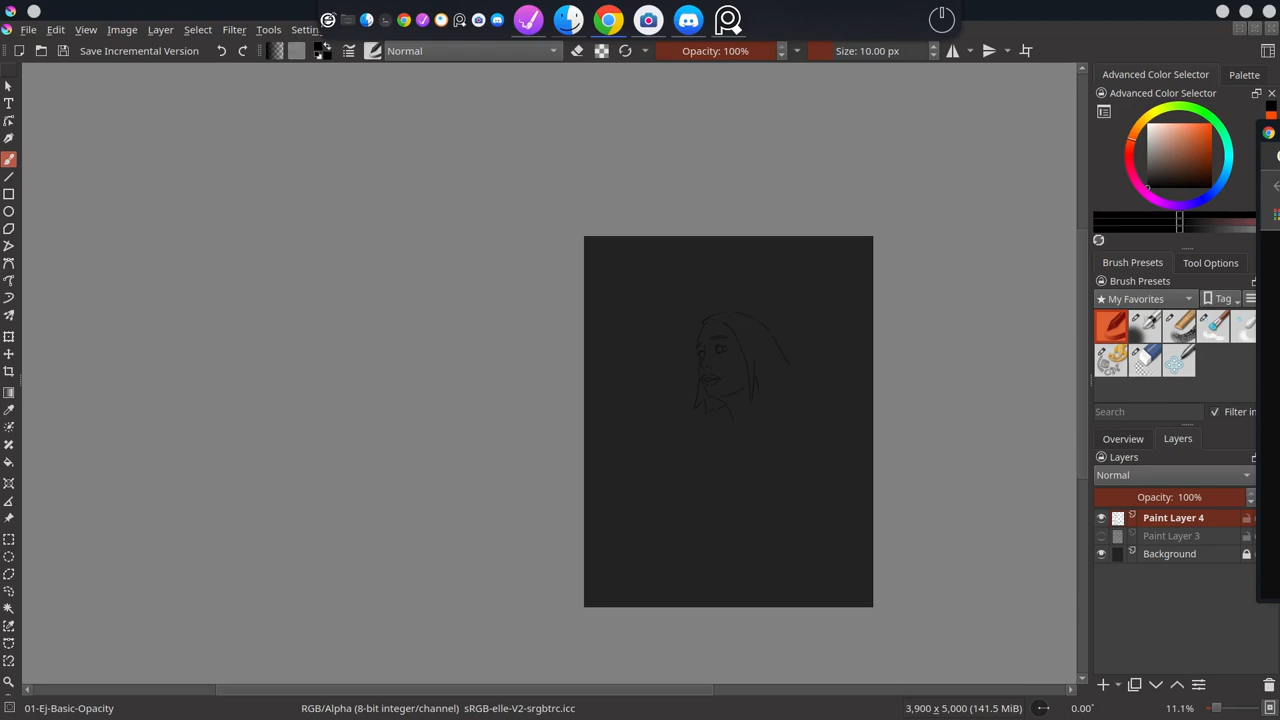 File Edit View Image Layer Select Filter Tools Settin
Save Incremental Version Normal Opacity: 100% Size: 10.00 px
Advanced Color Selector Palette
Advanced Color Selector
Brush Presets Tool Options
Brush Presets
My Favorites Tag
Search Filter in
Overview Layers
Layers
Normal
Opacity: 100%
Paint Layer 4
Paint Layer 3
Background
01-Ej-Basic-Opacity RGB/Alpha (8-bit integer/channel) sRGB-elle-V2-srgbtrc.icc 3,900 x 5,000 (141.5 MiB) 0.00° 11.1%